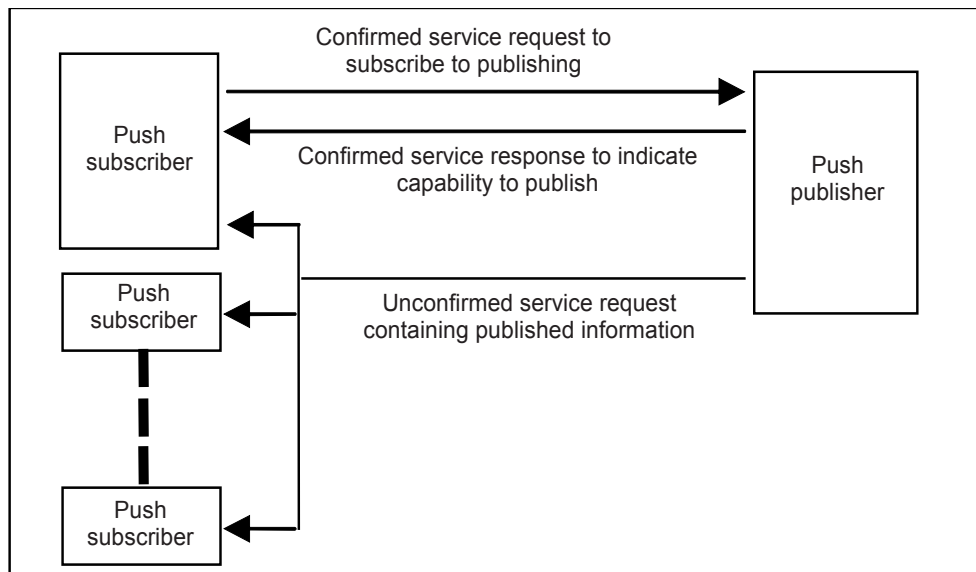 Confirmed service request to
subscribe to publishing
Push
subscriber
Confirmed service response to indicate
capability to publish
Push
publisher
Push
subscriber
Unconfirmed service request
containing published information
Push
subscriber